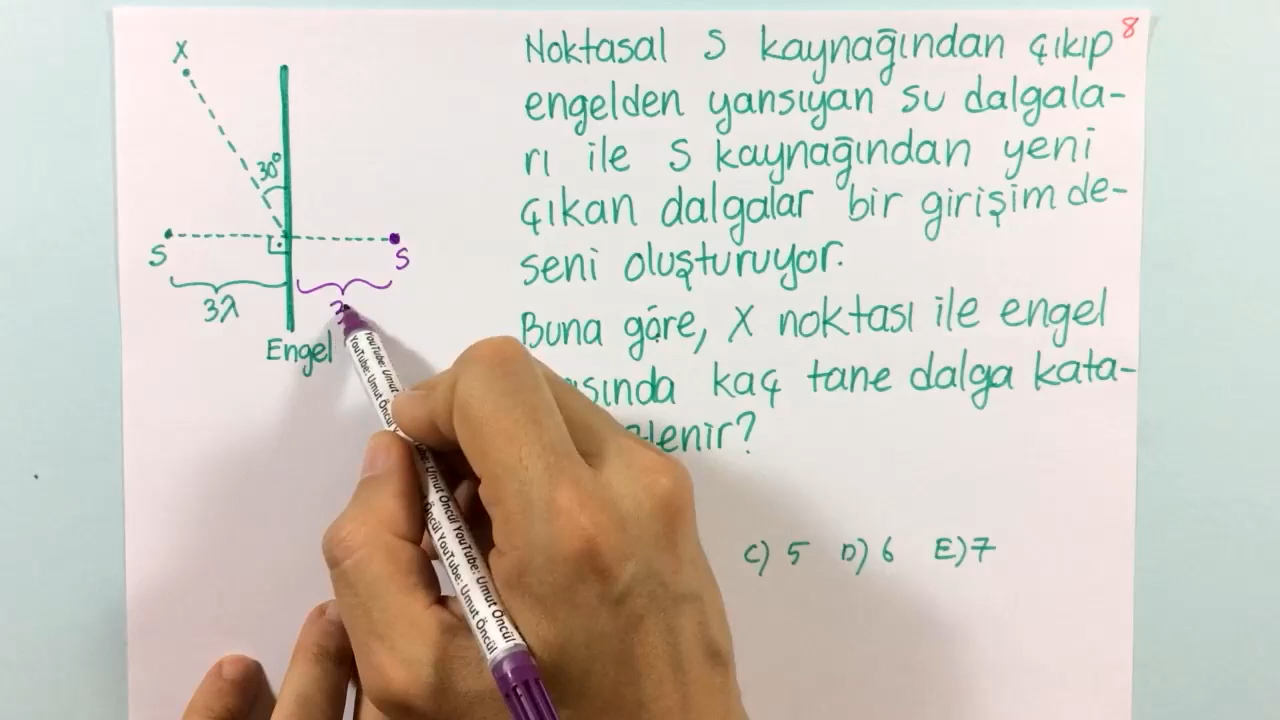 8
Noktasal S kaynağından çıkıp
engelden yansıyan su dalgala-
rı ile S kaynağından yeni
çıkan dalgalar bir girişim de-
seni oluşturuyor.
Buna göre, X noktası ile engel
kaç tane dalga kata-
C) 5 D) 6 E) 7
X
30°
S
S
3λ
Engel
YouTube: Umut Öncül YouTube: Umut Öncül